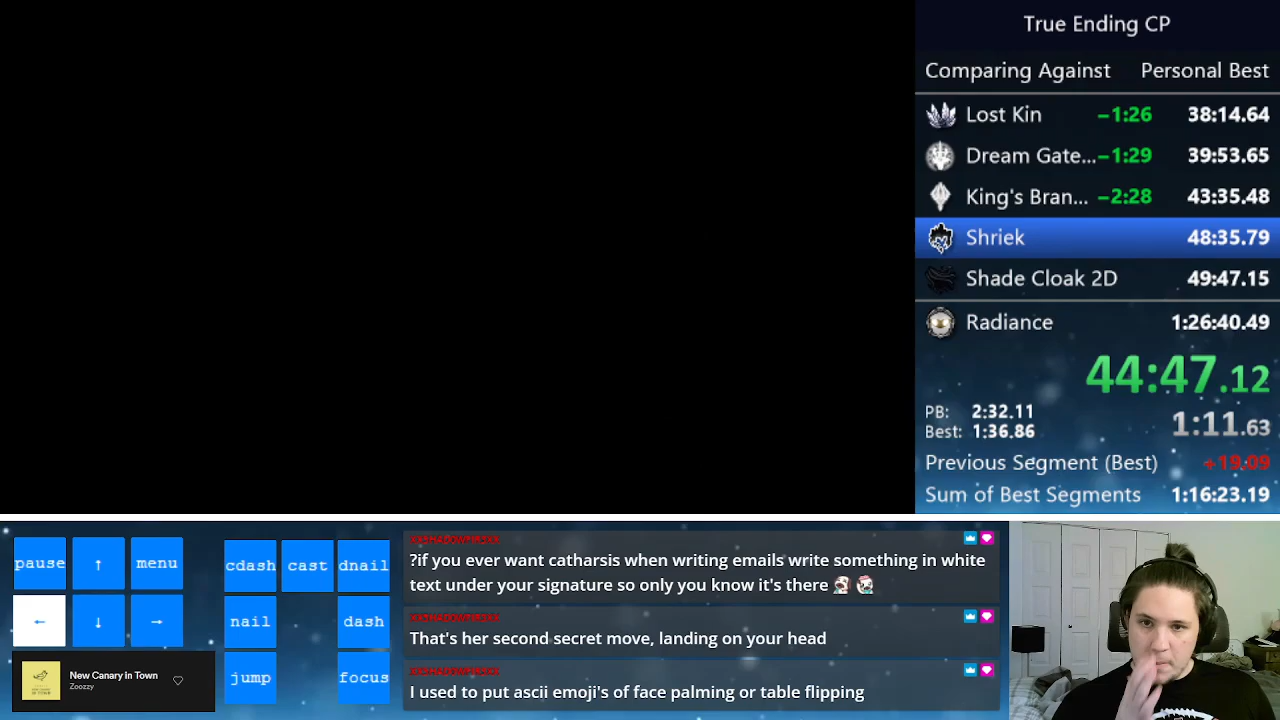 True Ending CP
Comparing Against Personal Best
Lost Kin -1:26 38:14.64
Dream Gate... -1:29 39:53.65
King's Bran... -2:28 43:35.48
Shriek 48:35.79
Shade Cloak 2D 49:47.15
Radiance 1:26:40.49
44:47.12
PB: 2:32.11
Best: 1:36.86
1:11.63
Previous Segment (Best) +19.09
Sum of Best Segments 1:16:23.19
pause ↑ menu cdash cast dnail
← ↓ → nail dash
jump focus
New Canary In Town
Zoozzy
?if you ever want catharsis when writing emails write something in white
text under your signature so only you know it's there
That's her second secret move, landing on your head
I used to put ascii emoji's of face palming or table flipping